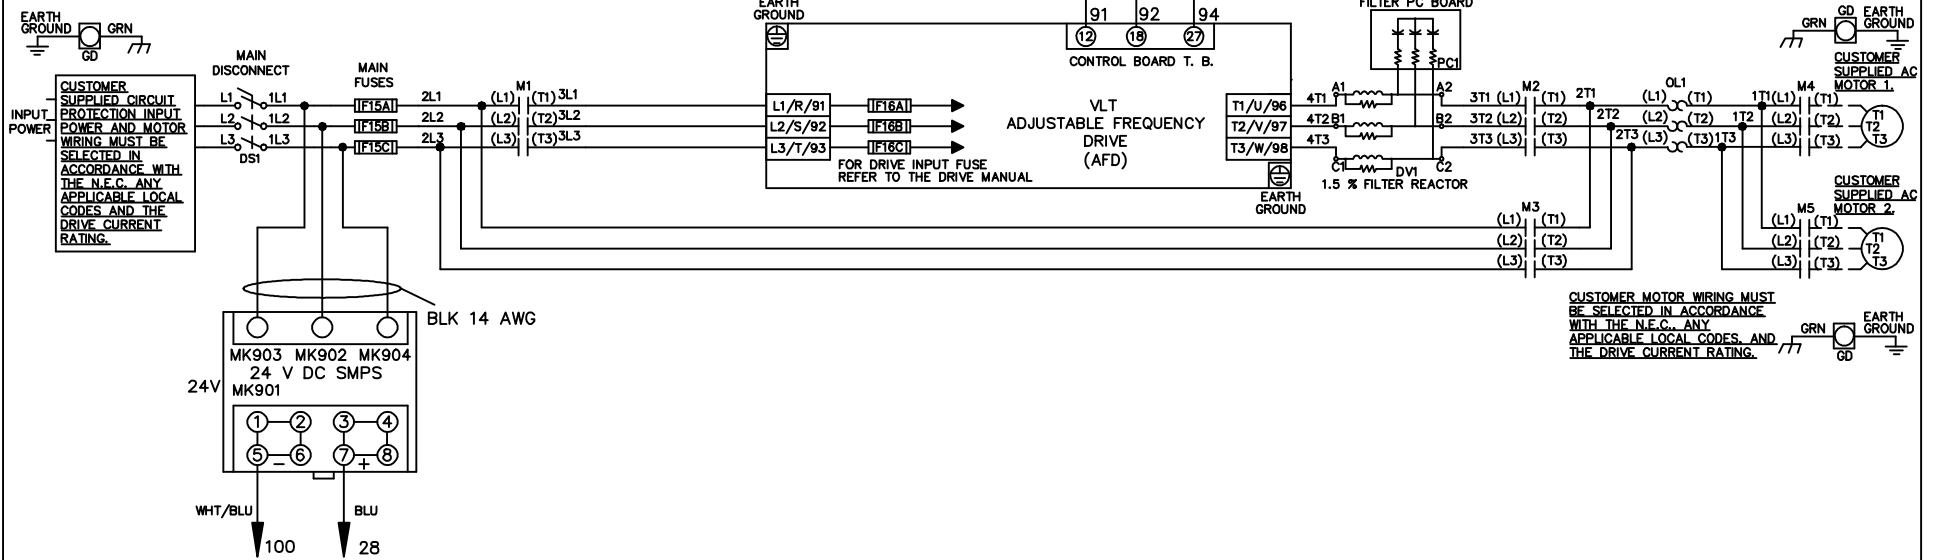 EARTH
GROUND
GRN
GD
INPUT
POWER
CUSTOMER
SUPPLIED CIRCUIT
PROTECTION INPUT
POWER AND MOTOR
WIRING MUST BE
SELECTED IN
ACCORDANCE WITH
THE N.E.C. ANY
APPLICABLE LOCAL
CODES AND THE
DRIVE CURRENT
RATING.
MAIN
DISCONNECT
L1 1L1
L2 1L2
L3 1L3
DS1
MAIN
FUSES
F15A
F15B
F15C
2L1
2L2
2L3
M1
(L1) (T1) 3L1
(L2) (T2) 3L2
(L3) (T3) 3L3
EARTH
GROUND
91 92 94
12 18 27
CONTROL BOARD T. B.
L1/R/91
L2/S/92
L3/T/93
F16A
F16B
F16C
FOR DRIVE INPUT FUSE
REFER TO THE DRIVE MANUAL
VLT
ADJUSTABLE FREQUENCY
DRIVE
(AFD)
T1/U/96
T2/V/97
T3/W/98
EARTH
GROUND
FILTER PC BOARD
PC1
4T1 A1 A2
4T2 B1 B2
4T3 C1 C2
DV1
1.5 % FILTER REACTOR
M2
3T1 (L1) (T1) 2T1
3T2 (L2) (T2) 2T2
3T3 (L3) (T3) 2T3
OL1
(L1) (T1) 1T1
(L2) (T2) 1T2
(L3) (T3) 1T3
M4
(L1) (T1)
(L2) (T2)
(L3) (T3)
T1
T2
T3
GRN
GD
EARTH
GROUND
CUSTOMER
SUPPLIED AC
MOTOR 1.
CUSTOMER
SUPPLIED AC
MOTOR 2.
M3
(L1) (T1)
(L2) (T2)
(L3) (T3)
M5
(L1) (T1)
(L2) (T2)
(L3) (T3)
T1
T2
T3
CUSTOMER MOTOR WIRING MUST
BE SELECTED IN ACCORDANCE
WITH THE N.E.C., ANY
APPLICABLE LOCAL CODES, AND
THE DRIVE CURRENT RATING.
GRN
GD
EARTH
GROUND
BLK 14 AWG
MK903 MK902 MK904
24 V DC SMPS
24V MK901
1 2 3 4
5 6 7 8
- +
WHT/BLU BLU
100 28